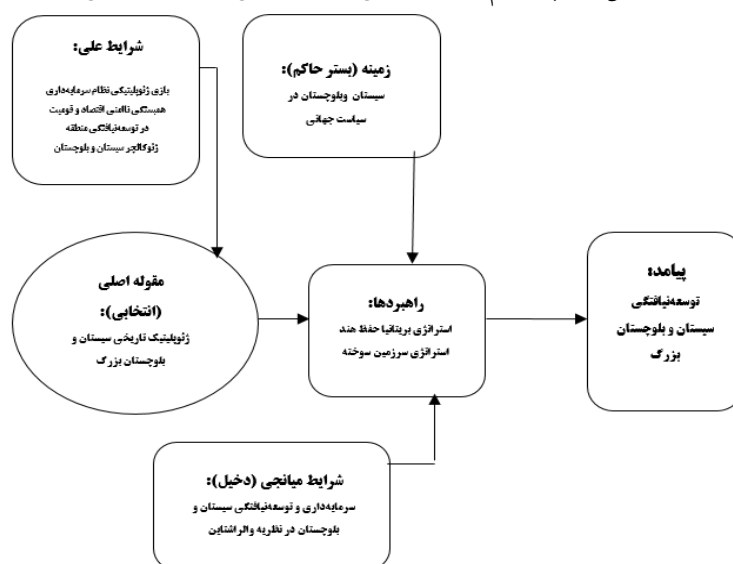 شرایط علی:
بازی ژئوپلیتیکی نظام سرمایه‌داری
همبستگی ناامنی اقتصاد و قومیت
در توسعه‌نیافتگی منطقه
ژئوکالچر سیستان و بلوچستان
زمینه (بستر حاکم):
سیستان وبلوچستان در
سیاست جهانی
مقوله اصلی
(انتخابی):
ژئوپلیتیک تاریخی سیستان و
بلوچستان بزرگ
راهبردها:
استراتژی بریتانیا حفظ هند
استراتژی سرزمین سوخته
پیامد:
توسعه‌نیافتگی
سیستان و بلوچستان
بزرگ
شرایط میانجی (دخیل):
سرمایه‌داری و توسعه‌نیافتگی سیستان و
بلوچستان در نظریه والراشتاین